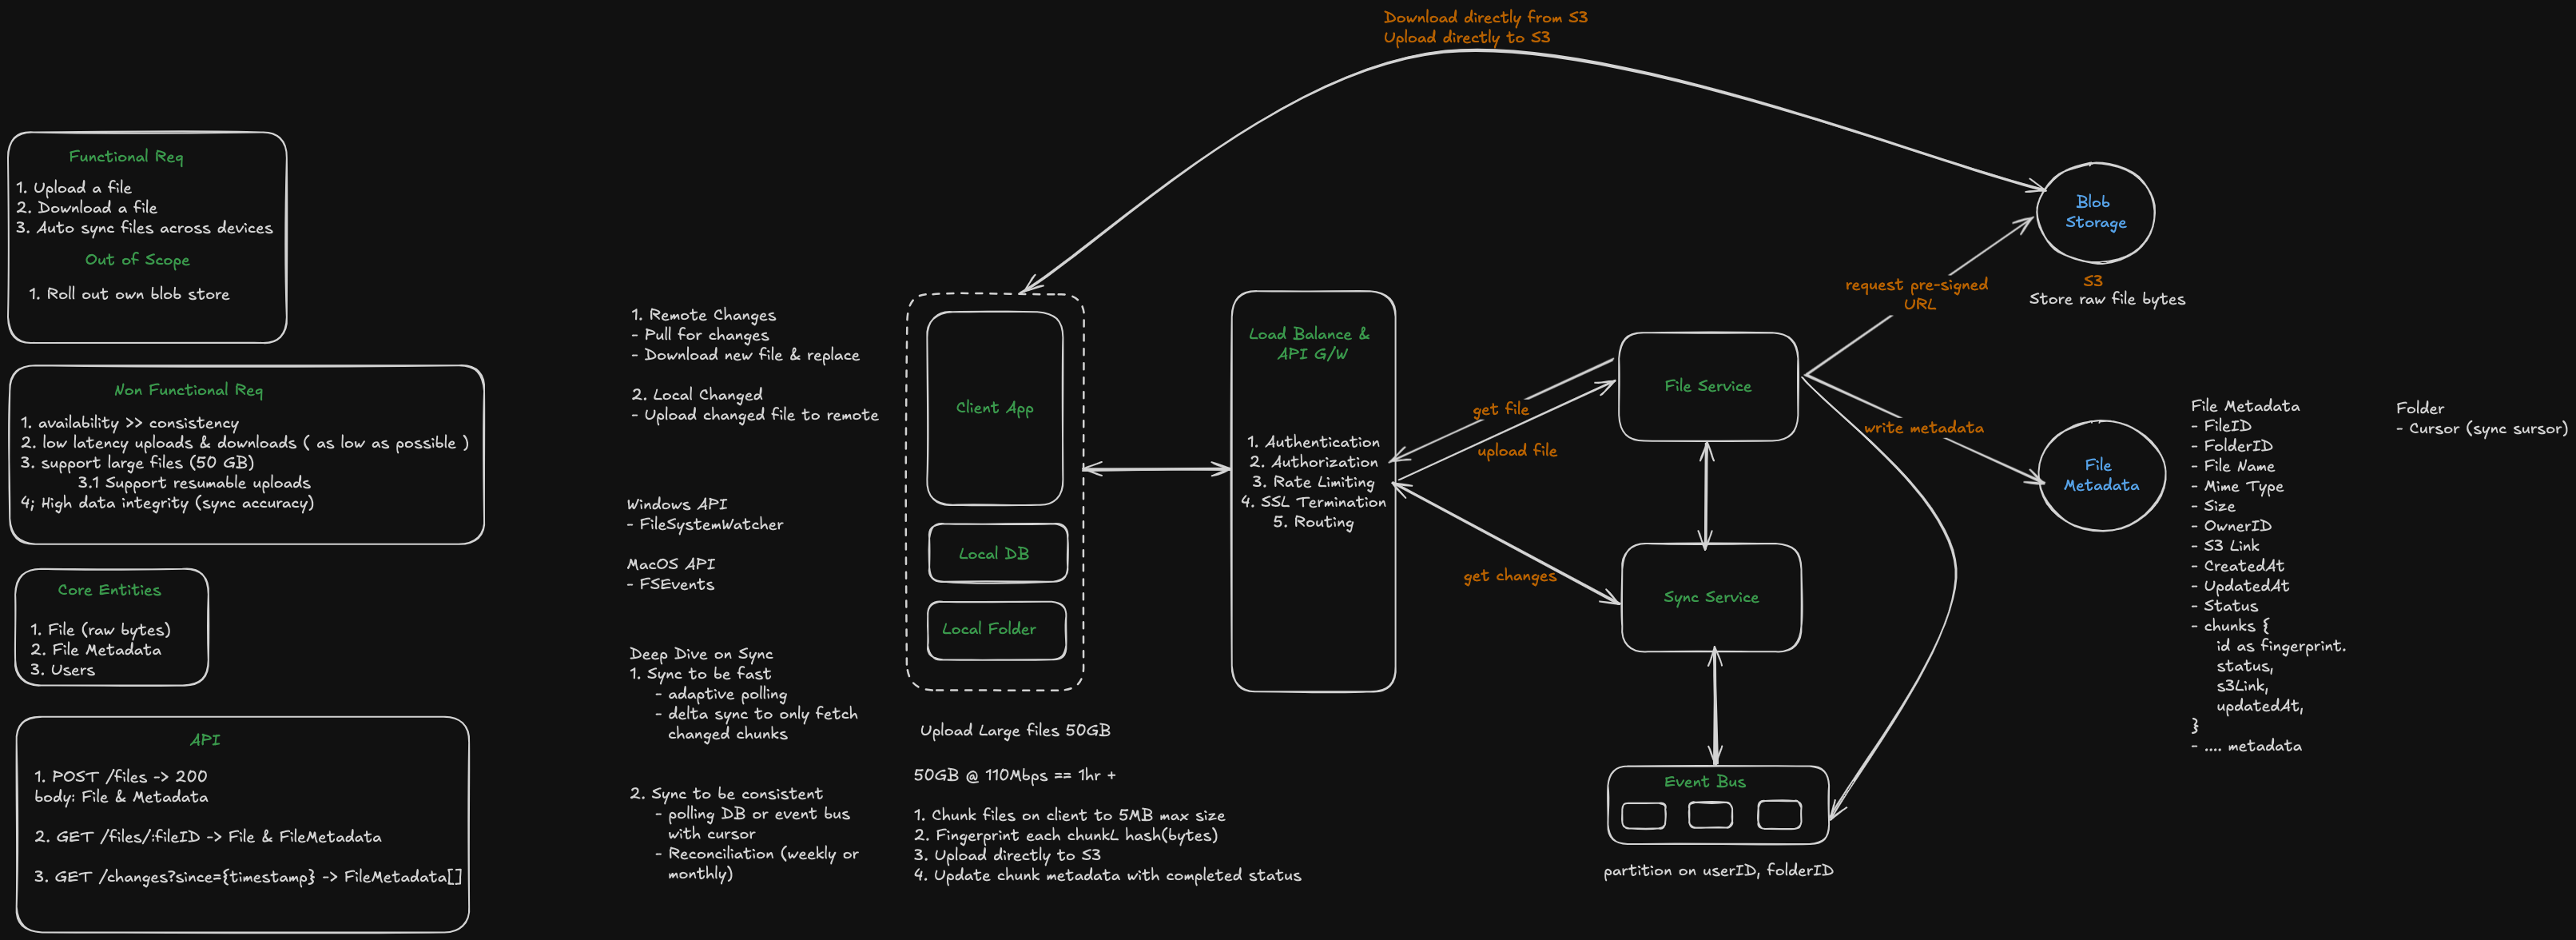 Download directly from S3
Upload directly to S3
Functional Req
1. Upload a file
2. Download a file
3. Auto sync files across devices
Out of Scope
1. Roll out own blob store
Non Functional Req
1. availability >> consistency
2. low latency uploads & downloads ( as low as possible )
3. support large files (50 GB)
3.1 Support resumable uploads
4; High data integrity (sync accuracy)
Core Entities
1. File (raw bytes)
2. File Metadata
3. Users
API
1. POST /files -> 200
body: File & Metadata
2. GET /files/:fileID -> File & FileMetadata
3. GET /changes?since={timestamp} -> FileMetadata[]
1. Remote Changes
- Pull for changes
- Download new file & replace
2. Local Changed
- Upload changed file to remote
Windows API
- FileSystemWatcher
MacOS API
- FSEvents
Deep Dive on Sync
1. Sync to be fast
- adaptive polling
- delta sync to only fetch
changed chunks
2. Sync to be consistent
- polling DB or event bus
with cursor
- Reconciliation (weekly or
monthly)
Client App
Local DB
Local Folder
Upload Large files 50GB
50GB @ 110Mbps == 1hr +
1. Chunk files on client to 5MB max size
2. Fingerprint each chunkL hash(bytes)
3. Upload directly to S3
4. Update chunk metadata with completed status
Load Balance &
API G/W
1. Authentication
2. Authorization
3. Rate Limiting
4. SSL Termination
5. Routing
get file
upload file
get changes
File Service
Sync Service
Event Bus
partition on userID, folderID
request pre-signed
URL
write metadata
Blob
Storage
S3
Store raw file bytes
File
Metadata
File Metadata
- FileID
- FolderID
- File Name
- Mime Type
- Size
- OwnerID
- S3 Link
- CreatedAt
- UpdatedAt
- Status
- chunks {
id as fingerprint.
status,
s3Link,
updatedAt,
}
- .... metadata
Folder
- Cursor (sync sursor)